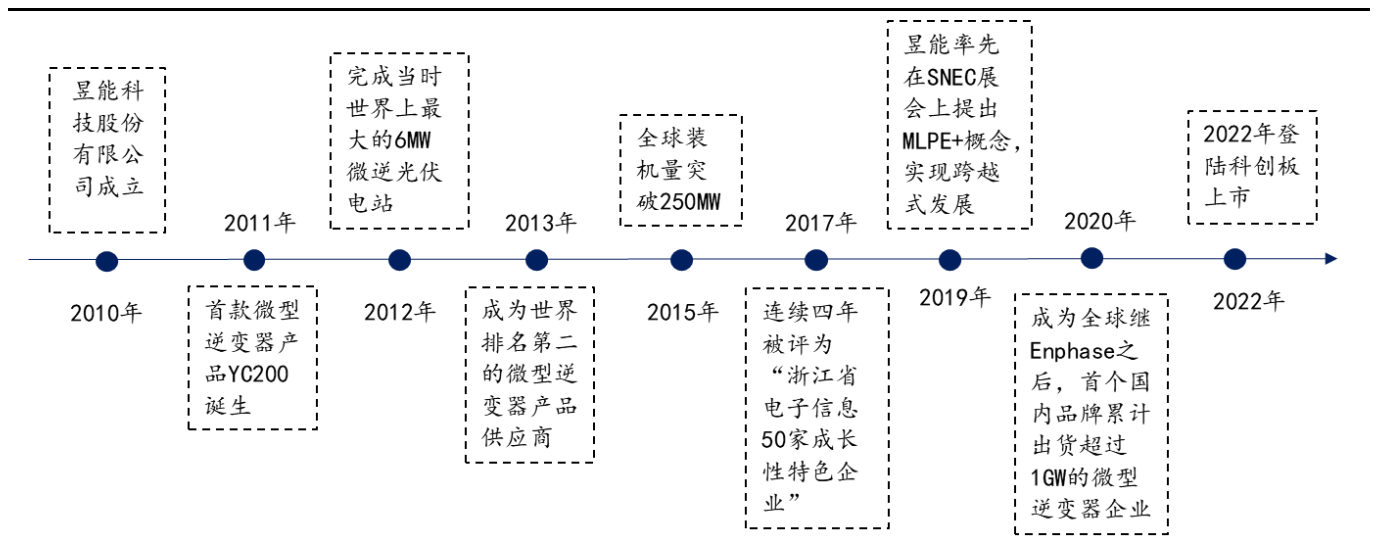 昱能科
技股份
有限公
司成立
2010年
2011年
首款微型
逆变器产
品YC200
诞生
完成当时
世界上最
大的6MW
微逆光伏
电站
2012年
2013年
成为世界
排名第二
的微型逆
变器产品
供应商
全球装
机量突
破250MW
2015年
2017年
连续四年
被评为
“浙江省
电子信息
50家成长
性特色企
业”
昱能率先
在SNEC展
会上提出
MLPE+概念，
实现跨越
式发展
2019年
2020年
成为全球继
Enphase之
后，首个国
内品牌累计
出货超过
1GW的微型
逆变器企业
2022年登
陆科创板
上市
2022年